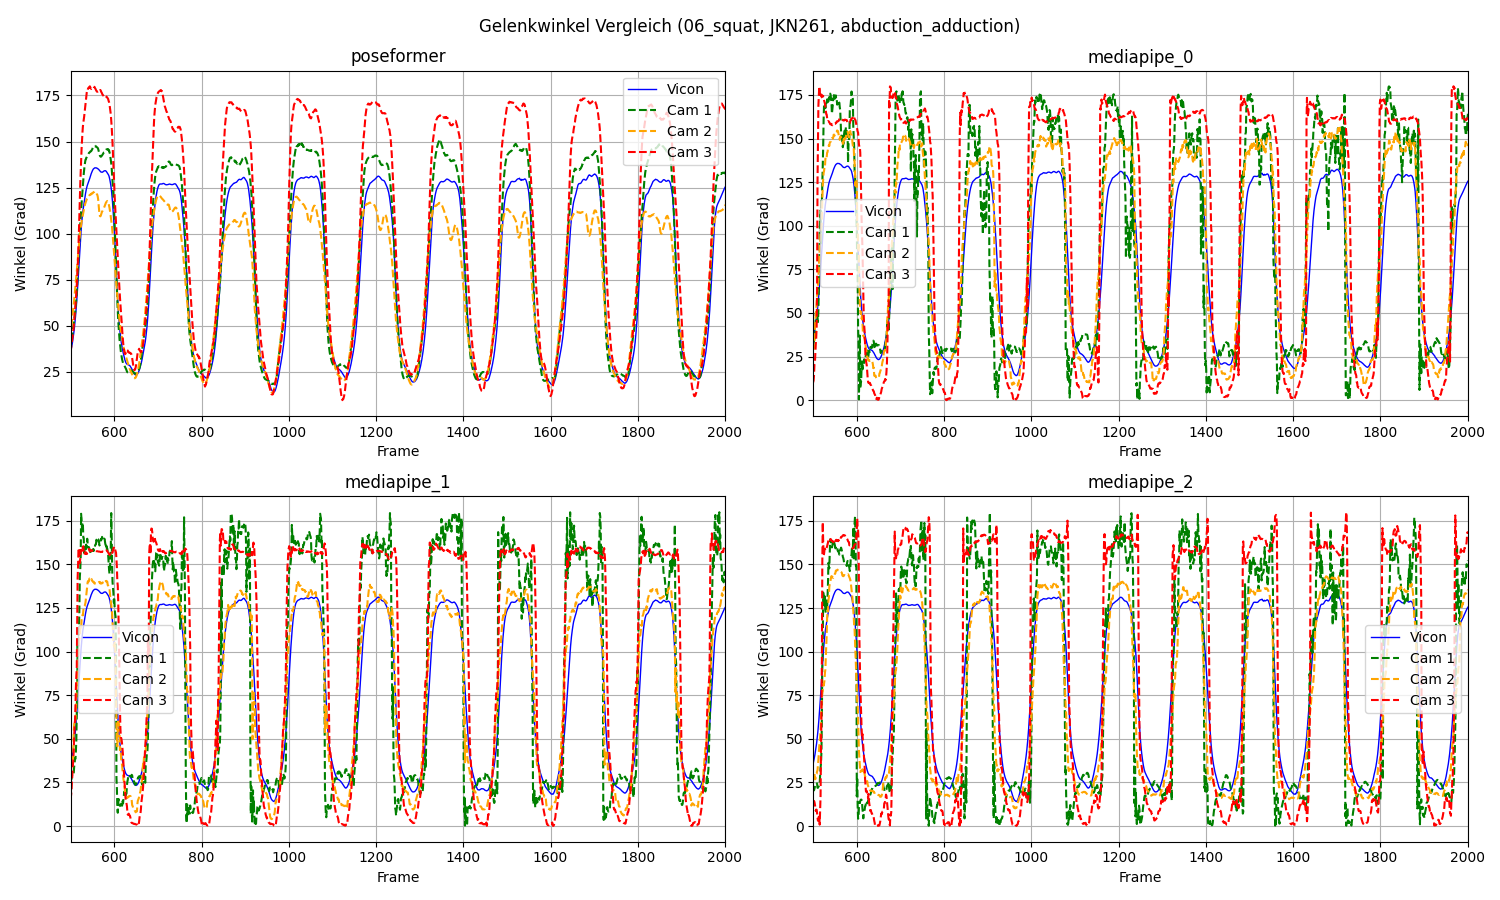 Gelenkwinkel Vergleich (06_squat, JKN261, abduction_adduction)
poseformer
Winkel (Grad)
175
150
125
100
75
50
25
Vicon
Cam 1
Cam 2
Cam 3
600 800 1000 1200 1400 1600 1800 2000
Frame
mediapipe_0
Winkel (Grad)
175
150
125
100
75
50
25
0
Vicon
Cam 1
Cam 2
Cam 3
600 800 1000 1200 1400 1600 1800 2000
Frame
mediapipe_1
Winkel (Grad)
175
150
125
100
75
50
25
0
Vicon
Cam 1
Cam 2
Cam 3
600 800 1000 1200 1400 1600 1800 2000
Frame
mediapipe_2
Winkel (Grad)
175
150
125
100
75
50
25
0
Vicon
Cam 1
Cam 2
Cam 3
600 800 1000 1200 1400 1600 1800 2000
Frame